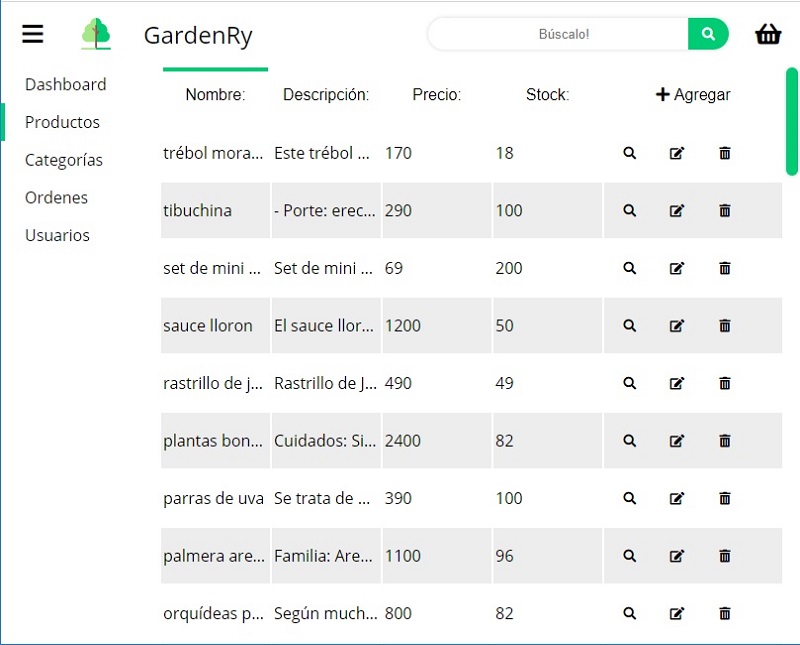 GardenRy
Búscalo!
Dashboard
Productos
Categorías
Ordenes
Usuarios
Nombre: Descripción: Precio: Stock: Agregar
trébol mora... Este trébol ... 170 18
tibuchina - Porte: erec... 290 100
set de mini ... Set de mini ... 69 200
sauce lloron El sauce llor... 1200 50
rastrillo de j... Rastrillo de J... 490 49
plantas bon... Cuidados: Si... 2400 82
parras de uva Se trata de ... 390 100
palmera are... Familia: Are... 1100 96
orquídeas p... Según much... 800 82